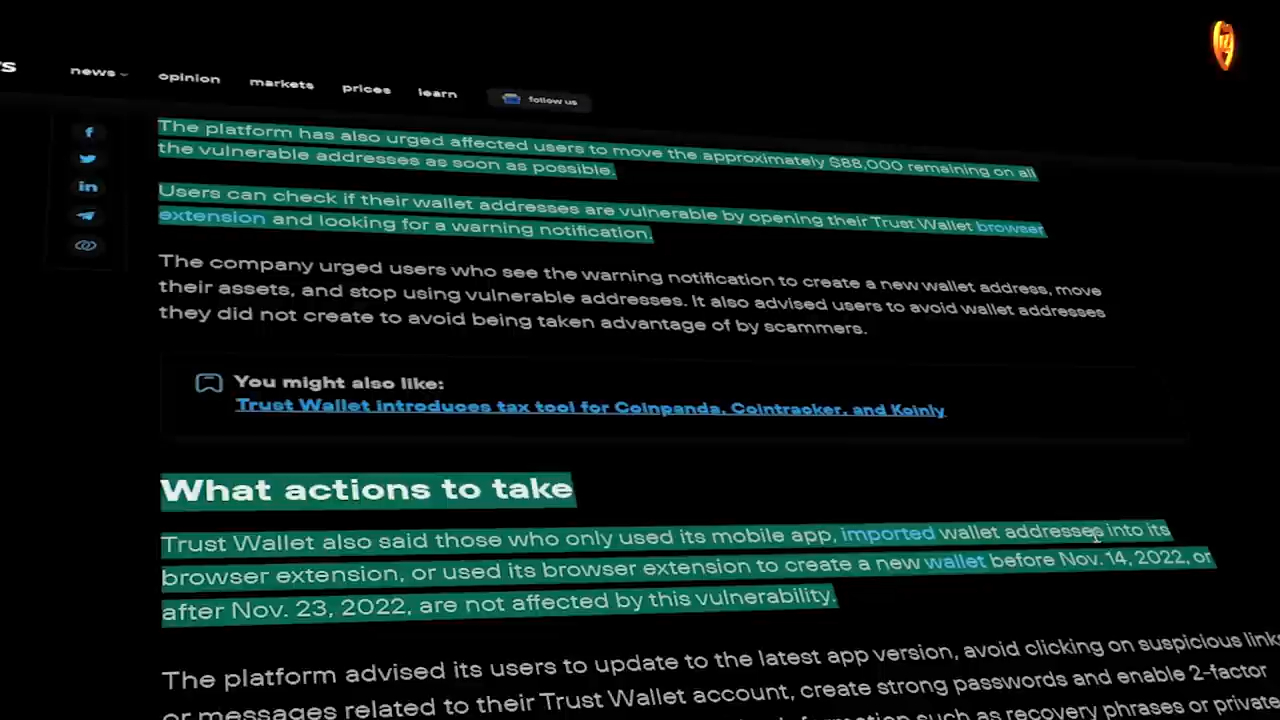 news opinion markets prices learn follow us
The platform has also urged affected users to move the approximately $88,000 remaining on all
the vulnerable addresses as soon as possible.
Users can check if their wallet addresses are vulnerable by opening their Trust Wallet browser
extension and looking for a warning notification.
The company urged users who see the warning notification to create a new wallet address, move
their assets, and stop using vulnerable addresses. It also advised users to avoid wallet addresses
they did not create to avoid being taken advantage of by scammers.
You might also like:
Trust Wallet introduces tax tool for Coinpanda, Cointracker, and Koinly
What actions to take
Trust Wallet also said those who only used its mobile app, imported wallet addresses into its
browser extension, or used its browser extension to create a new wallet before Nov. 14, 2022, or
after Nov. 23, 2022, are not affected by this vulnerability.
The platform advised its users to update to the latest app version, avoid clicking on suspicious links
or messages related to their Trust Wallet account, create strong passwords and enable 2-factor
such as recovery phrases or private